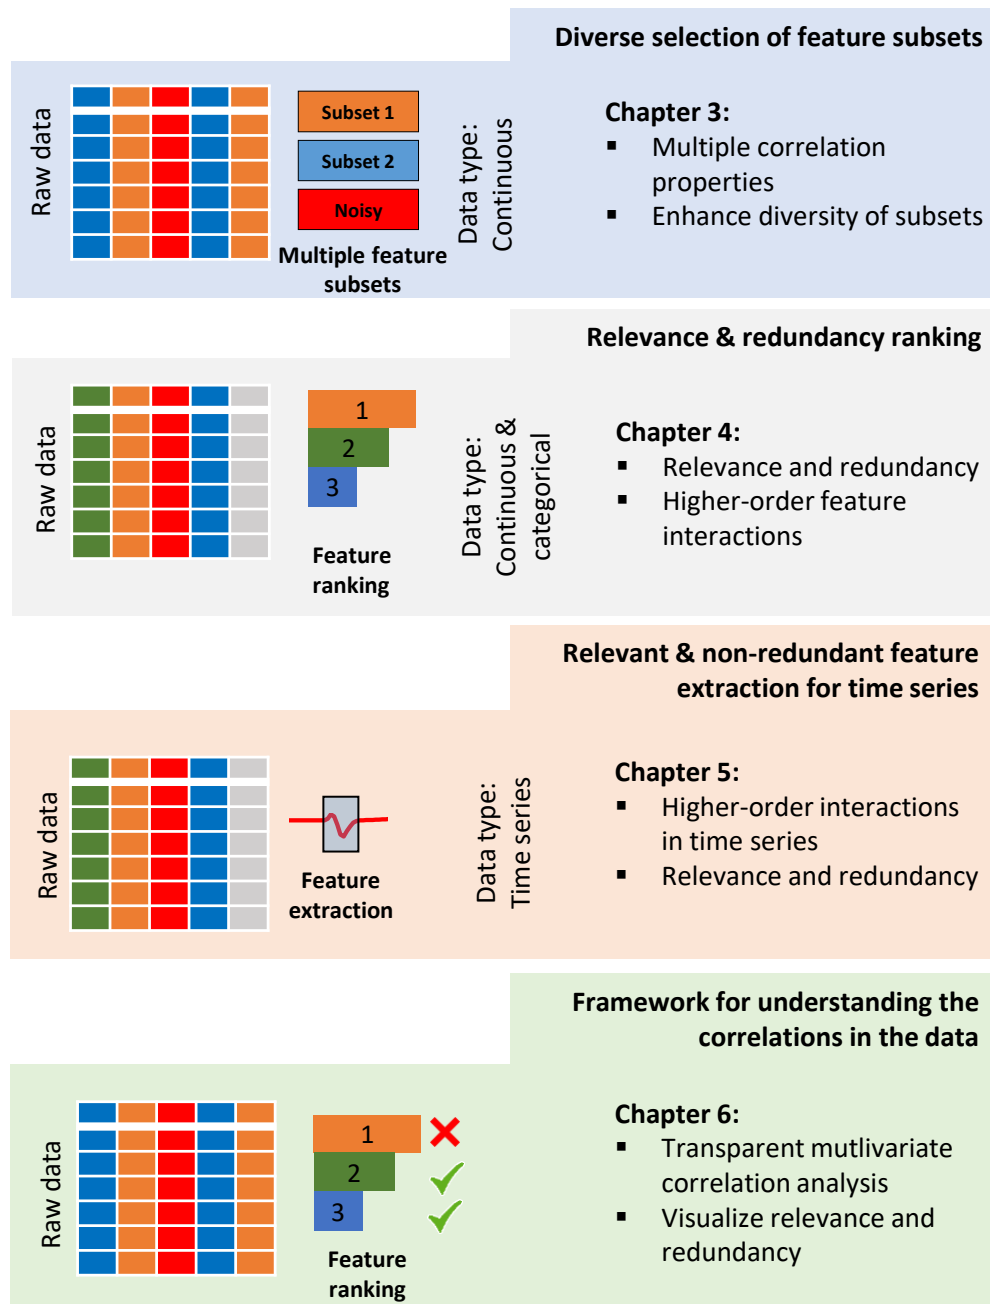 Diverse selection of feature subsets
Raw data
Subset 1
Subset 2
Noisy
Multiple feature
subsets
Data type:
Continuous
Chapter 3:
▪ Multiple correlation
properties
▪ Enhance diversity of subsets
Relevance & redundancy ranking
Raw data
1
2
3
Feature
ranking
Data type:
Continuous &
categorical
Chapter 4:
▪ Relevance and redundancy
▪ Higher-order feature
interactions
Relevant & non-redundant feature
extraction for time series
Raw data
Feature
extraction
Data type:
Time series
Chapter 5:
▪ Higher-order interactions
in time series
▪ Relevance and redundancy
Framework for understanding the
correlations in the data
Raw data
1
2
3
Feature
ranking
Chapter 6:
▪ Transparent mutlivariate
correlation analysis
▪ Visualize relevance and
redundancy